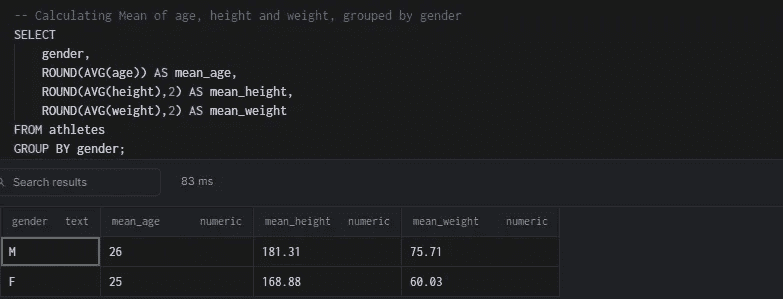 -- Calculating Mean of age, height and weight, grouped by gender
SELECT
gender,
ROUND(AVG(age)) AS mean_age,
ROUND(AVG(height),2) AS mean_height,
ROUND(AVG(weight),2) AS mean_weight
FROM athletes
GROUP BY gender;
Search results 83 ms
gender text mean_age numeric mean_height numeric mean_weight numeric
M 26 181.31 75.71
F 25 168.88 60.03